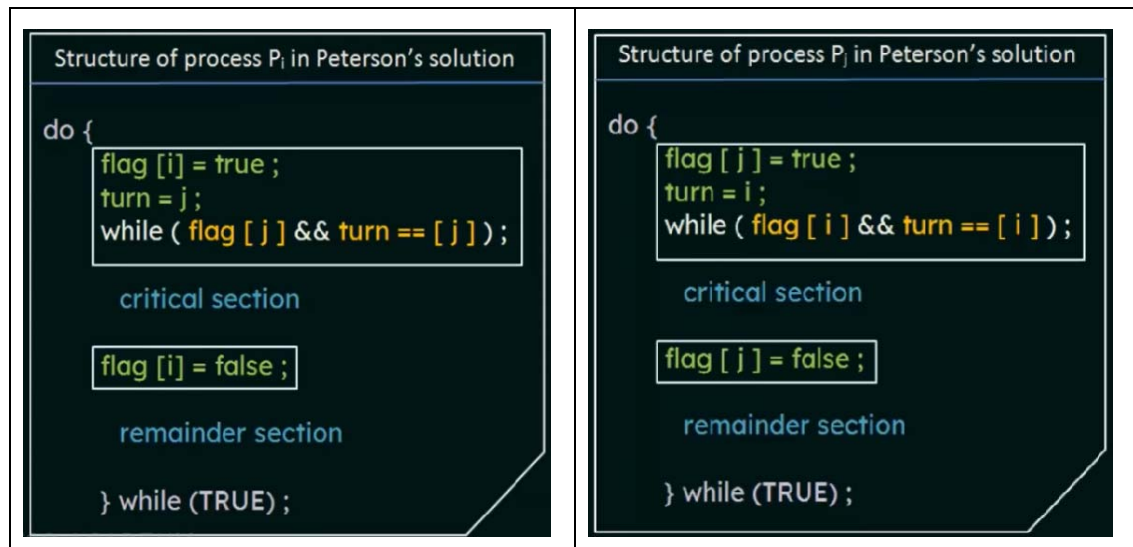 Structure of process Pi in Peterson's solution
do {
flag [i] = true ;
turn = j ;
while ( flag [ j ] && turn == [ j ] ) ;
critical section
flag [i] = false ;
remainder section
} while (TRUE) ;
Structure of process Pj in Peterson's solution
do {
flag [ j ] = true ;
turn = i ;
while ( flag [ i ] && turn == [ i ] ) ;
critical section
flag [ j ] = false ;
remainder section
} while (TRUE) ;